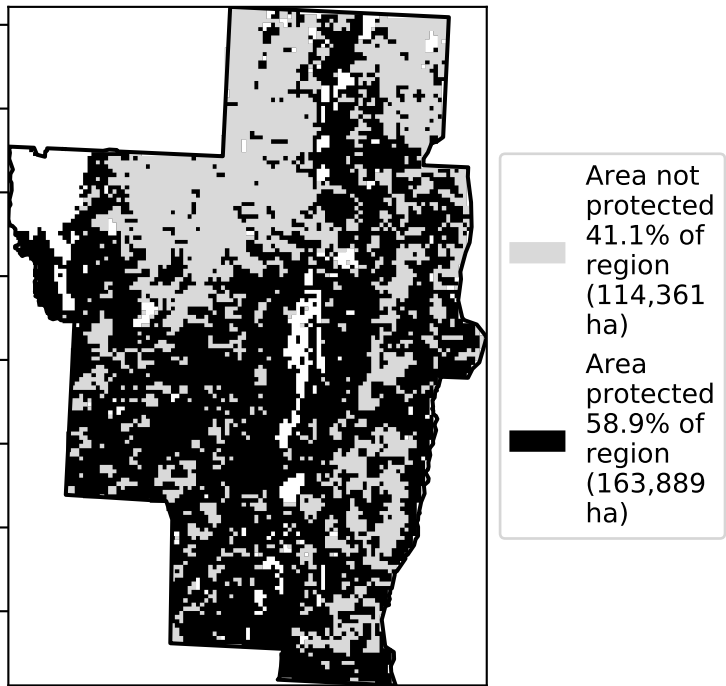 Area not
protected
41.1% of
region
(114,361
ha)
Area
protected
58.9% of
region
(163,889
ha)